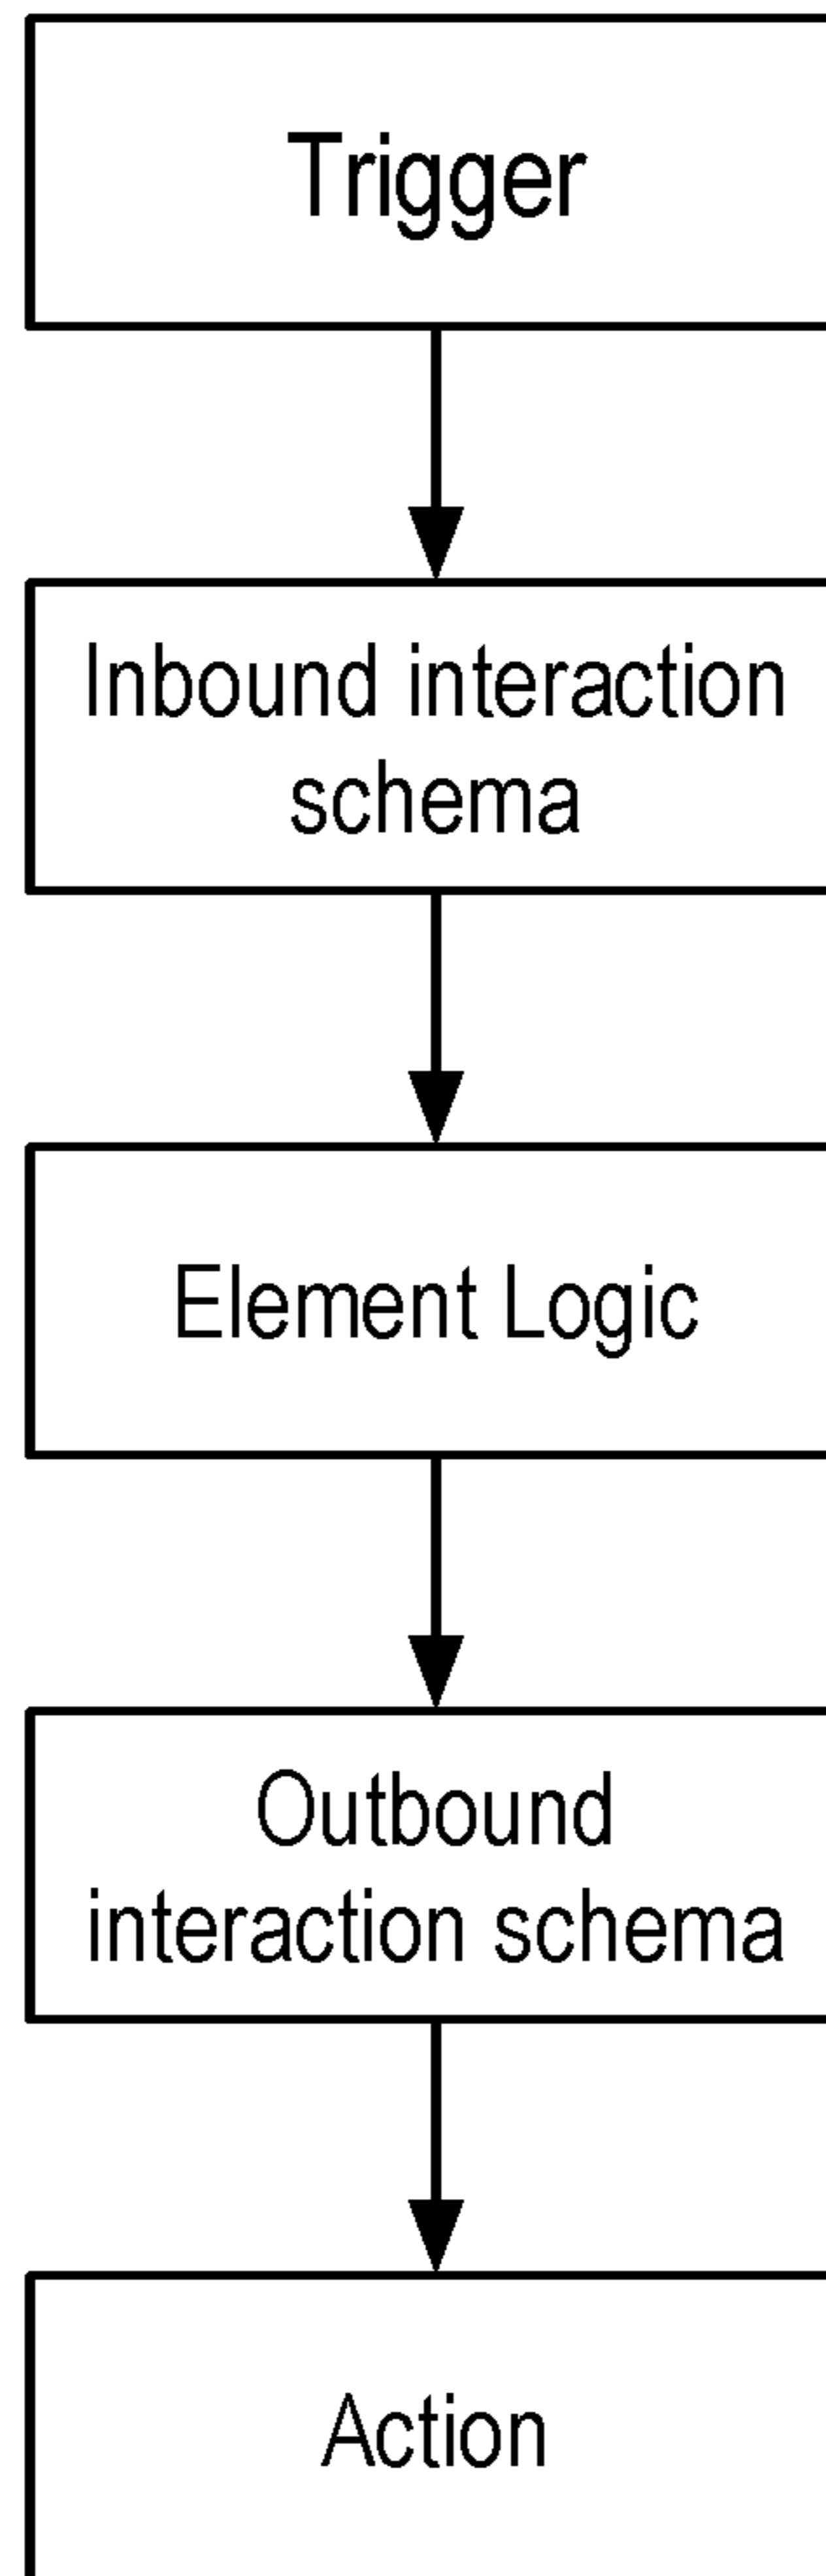 Trigger
Inbound interaction
schema
Element Logic
Outbound
interaction schema
Action